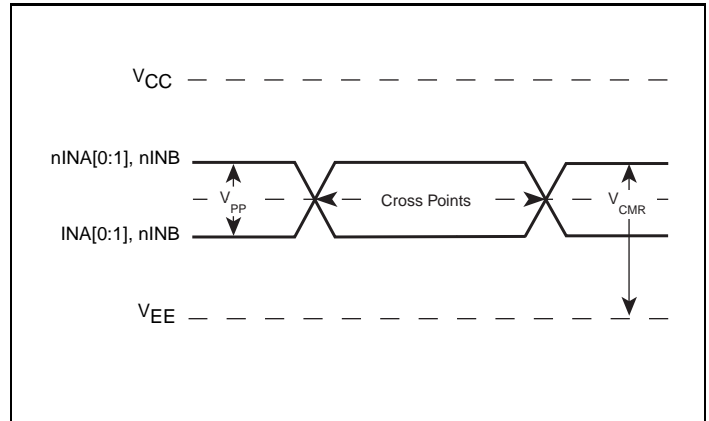 VCC
nINA[0:1], nINB
VPP
Cross Points
VCMR
INA[0:1], nINB
VEE